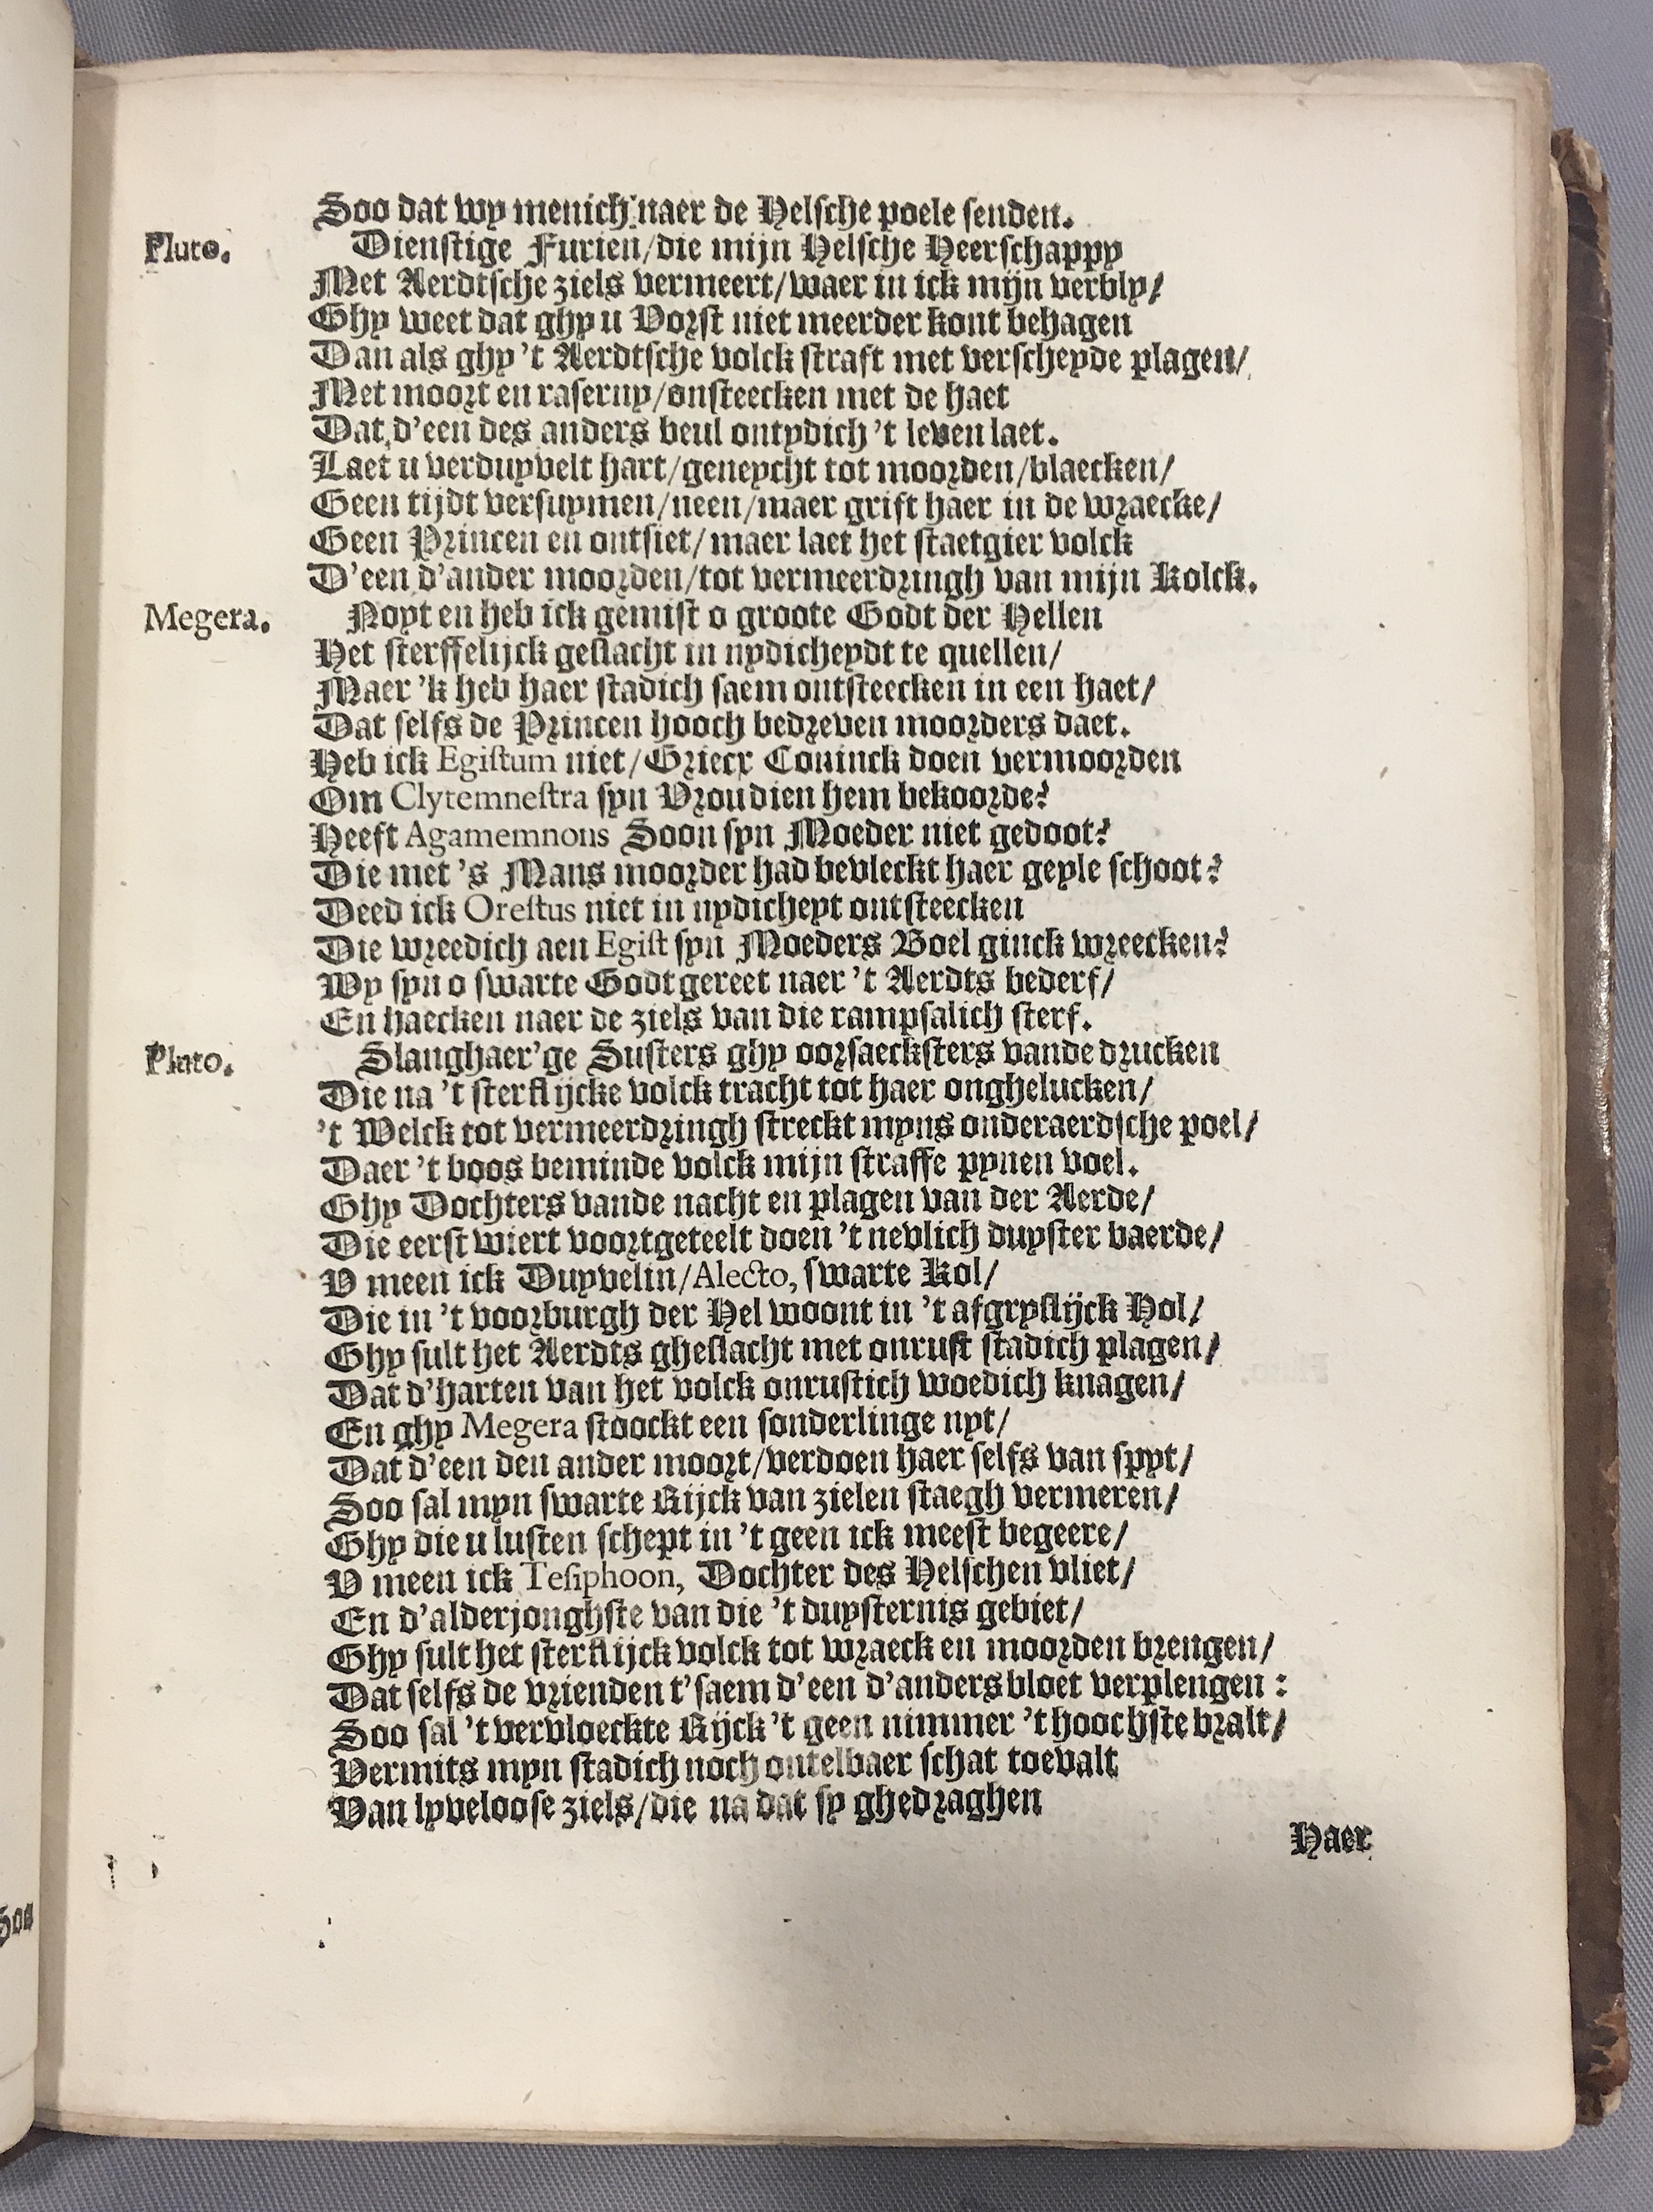 Soo dat wy menich naer de Helsche poele senden.
Pluto. Dienstige Furien/die mijn Helsche Heerschappy
Met Aerdtsche ziels vermeert/waer in ick mijn verbly/
Ghy weet dat ghy u Vorst niet meerder kont behagen
Dan als ghy 't Aerdtsche volck straft met verscheyde plagen/
Met moort en raserny/onsteecken met de haet
Dat d'een des anders beul ontydich 't leven laet.
Laet u verduyvelt hart/geneycht tot moorden/blaecken/
Geen tijdt versuymen/neen/maer grift haer in de wraecke/
Geen Princen en ontsiet/maer laet het staetgier volck
D'een d'ander moorden/tot vermeerdringh van mijn Kolck.
Megera. Noyt en heb ick gemist o groote Godt der Hellen
Het sterffelijck geslacht in nydicheydt te quellen/
Maer 'k heb haer stadich saem ontsteecken in een haet/
Dat selfs de Princen hooch bedreven moorders daet.
Heb ick Egistum niet/Griecx Coninck doen vermoorden
Om Clytemnestra syn Vrou dien hem bekoorde?
Heeft Agamemnons Soon syn Moeder niet gedoot?
Die met 's Mans moorder had bevleckt haer geyle schoot?
Deed ick Orestus niet in nydicheyt ontsteecken
Die wreedich aen Egist syn Moeders Boel ginck wreecken?
Wy syn o swarte Godt gereet naer 't Aerdts bederf/
En haecken naer de ziels van die rampsalich sterf.
Pluto. Slanghaer'ge Susters ghy oorsaecksters vande drucken
Die na 't sterflijcke volck tracht tot haer onghelucken/
't Welck tot vermeerdringh streckt myns onderaerdsche poel/
Daer 't boos beminde volck mijn straffe pynen voel.
Ghy Dochters vande nacht en plagen van der Aerde/
Die eerst wiert voortgeteelt doen 't nevlich duyster baerde/
V meen ick Duyvelin/Alecto, swarte Kol/
Die in 't voorburgh der Hel woont in 't afgryslijck Hol/
Ghy sult het Aerdts gheslacht met onrust stadich plagen/
Dat d'harten van het volck onrustich woedich knagen/
En ghy Megera stoockt een sonderlinge nyt/
Dat d'een den ander moort/verdoen haer selfs van spyt/
Soo sal myn swarte Rijck van zielen staegh vermeren/
Ghy die u lusten schept in 't geen ick meest begeere/
V meen ick Tesiphoon, Dochter des Helschen vliet/
En d'alderjonghste van die 't duysternis gebiet/
Ghy sult het sterflijck volck tot wraeck en moorden brengen/
Dat selfs de vrienden t'saem d'een d'anders bloet verplengen:
Soo sal 't vervloeckte Rijck 't geen nimmer 't hoochste bralt/
Vermits myn stadich noch ontelbaer schat toevalt
Van lyveloose ziels/die na dat sy ghedraghen
Haer
Soo